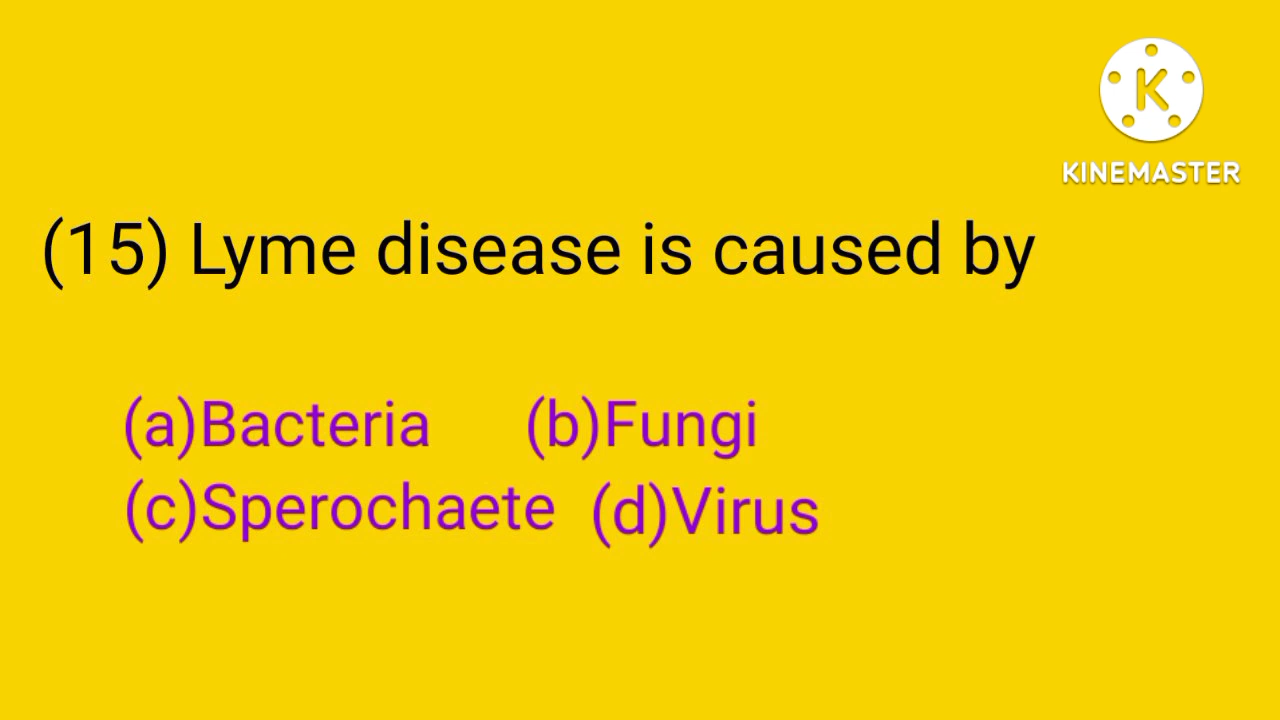 K
KINEMASTER
(15) Lyme disease is caused by
(a)Bacteria (b)Fungi
(c)Sperochaete (d)Virus